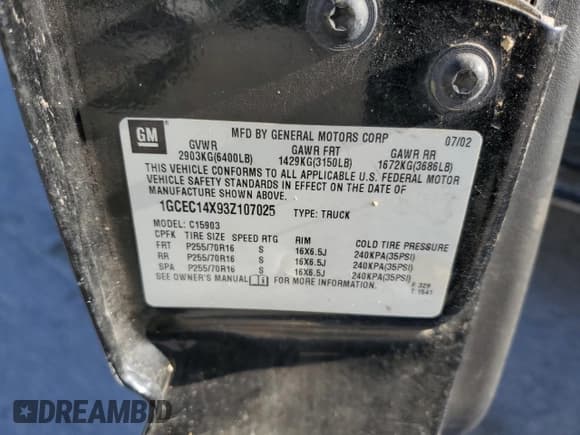 GM
MFD BY GENERAL MOTORS CORP 07/02
GVWR GAWR FRT GAWR RR
2903KG(6400LB) 1429KG(3150LB) 1672KG(3686LB)
THIS VEHICLE CONFORMS TO ALL APPLICABLE U.S. FEDERAL MOTOR
VEHICLE SAFETY STANDARDS IN EFFECT ON THE DATE OF
MANUFACTURE SHOWN ABOVE.
1GCEC14X93Z107025 TYPE: TRUCK
MODEL: C15903
CPFK TIRE SIZE SPEED RTG RIM COLD TIRE PRESSURE
FRT P255/70R16 S 16X6.5J 240KPA(35PSI)
RR P255/70R16 S 16X6.5J 240KPA(35PSI)
SPA P255/70R16 S 16X6.5J 240KPA(35PSI)
SEE OWNER'S MANUAL FOR MORE INFORMATION.
F 329
T 1541
DREAMBID